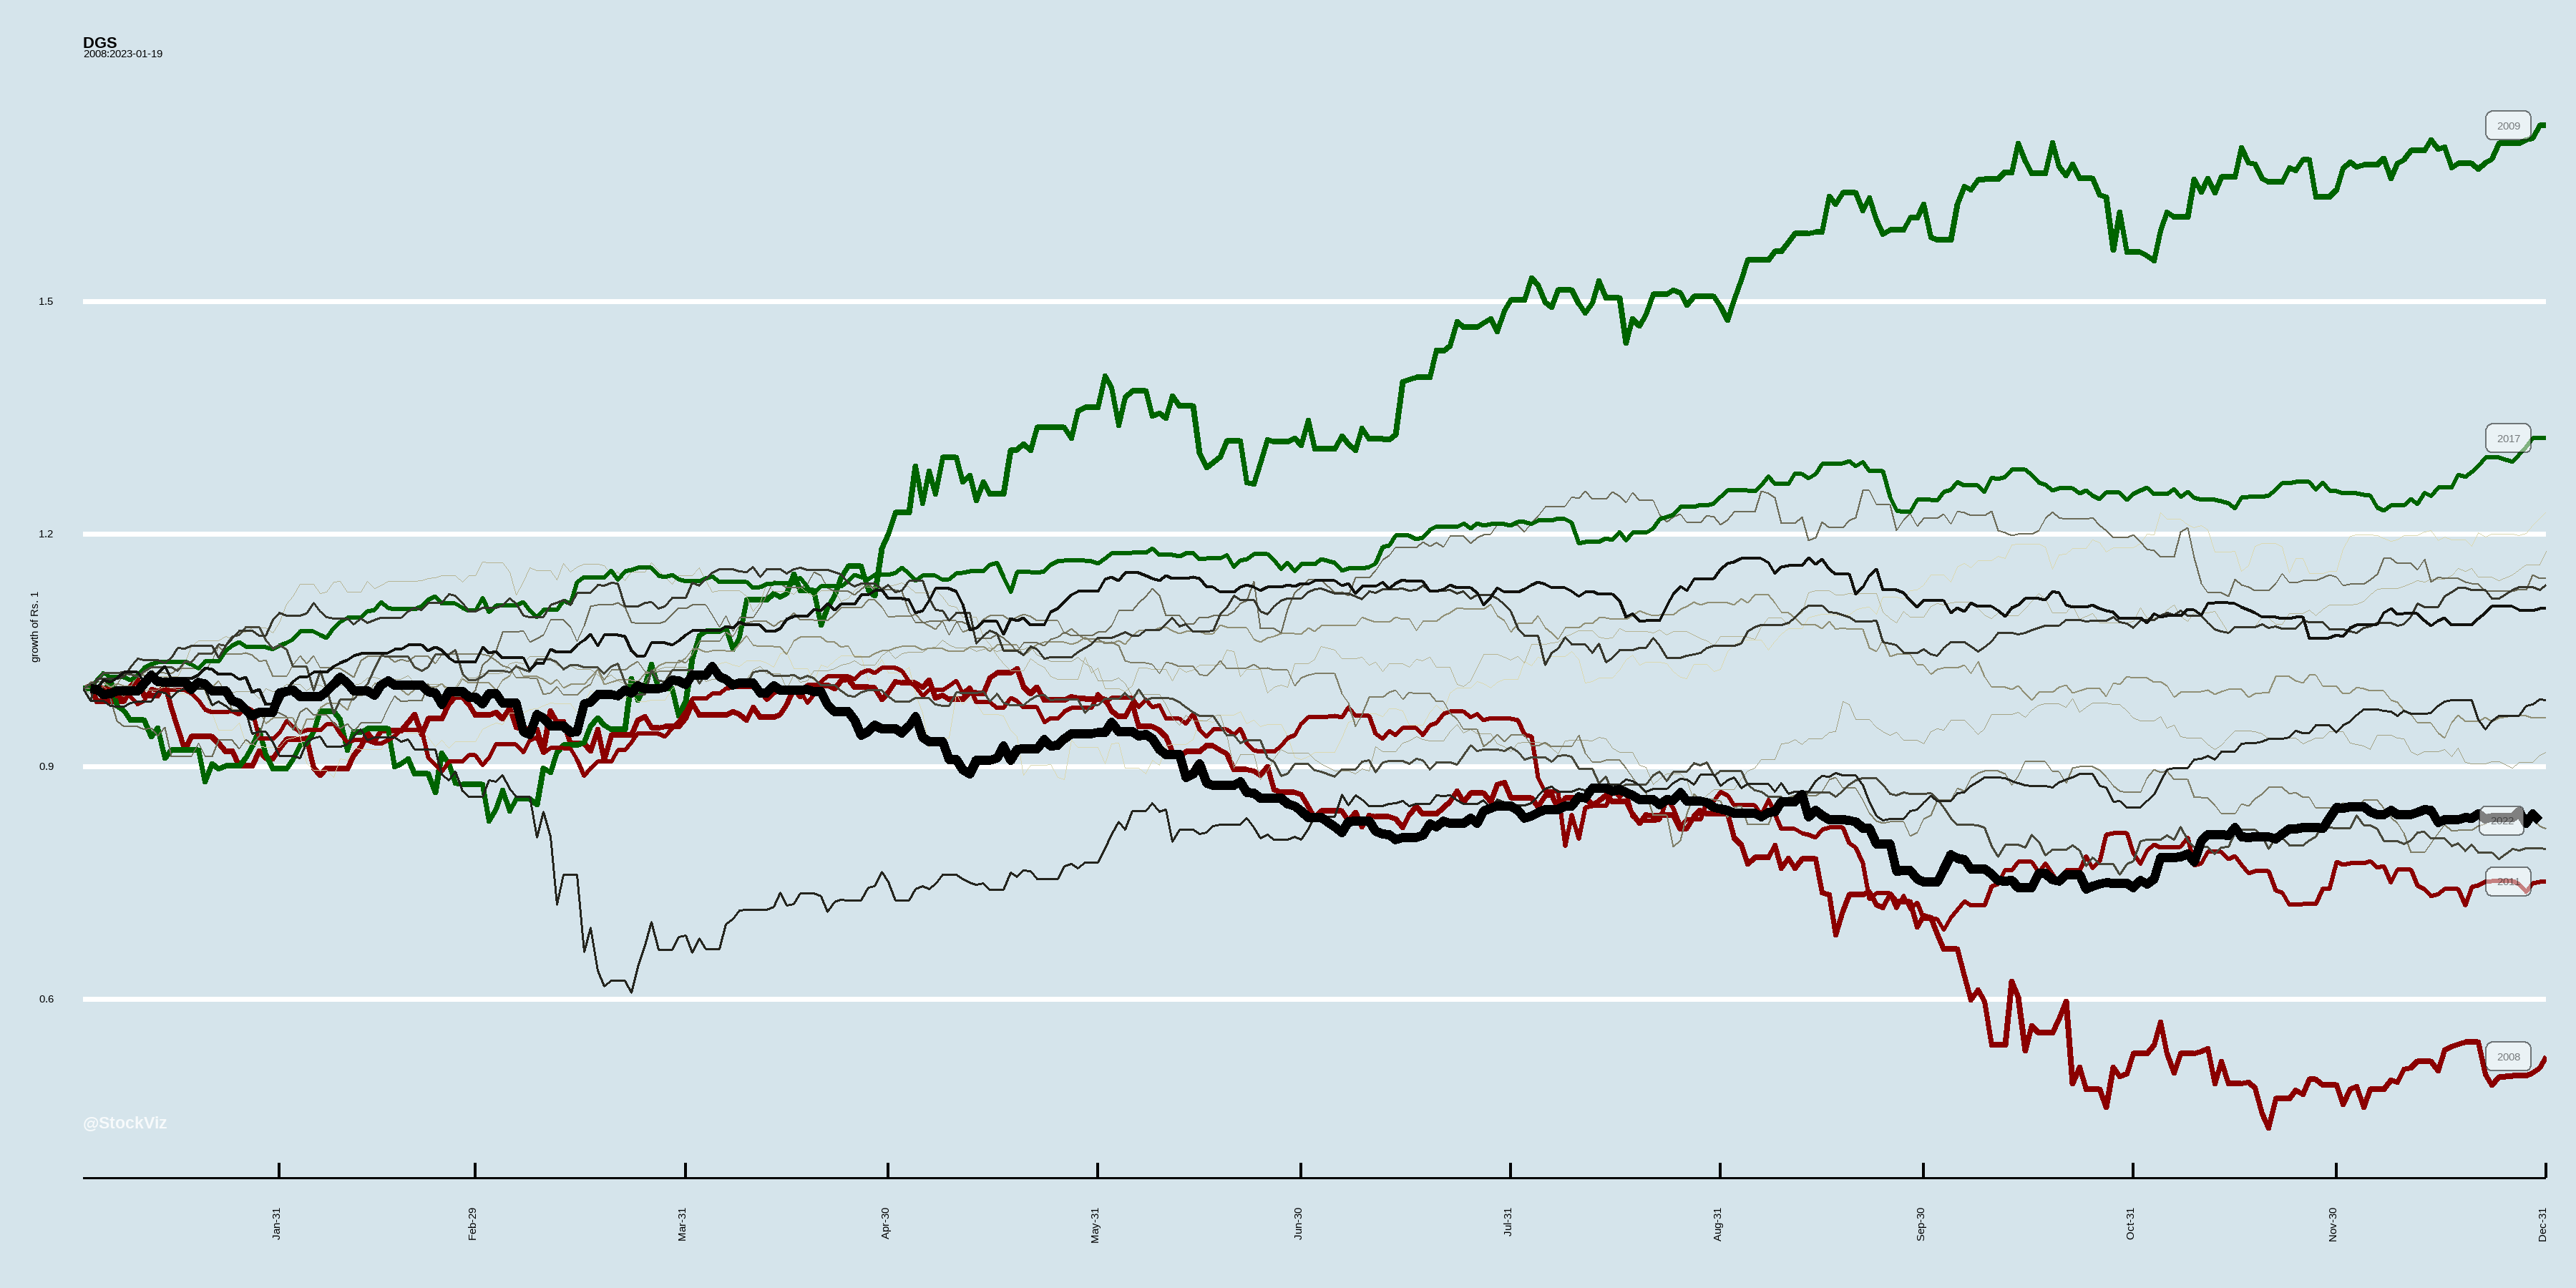 DGS
2008:2023-01-19
2009
1.5
2017
1.2
growth of Rs. 1
0.9
2022
2011
0.6
2008
@StockViz
Jan-31
Feb-29
Mar-31
Apr-30
May-31
Jun-30
Jul-31
Aug-31
Sep-30
Oct-31
Nov-30
Dec-31